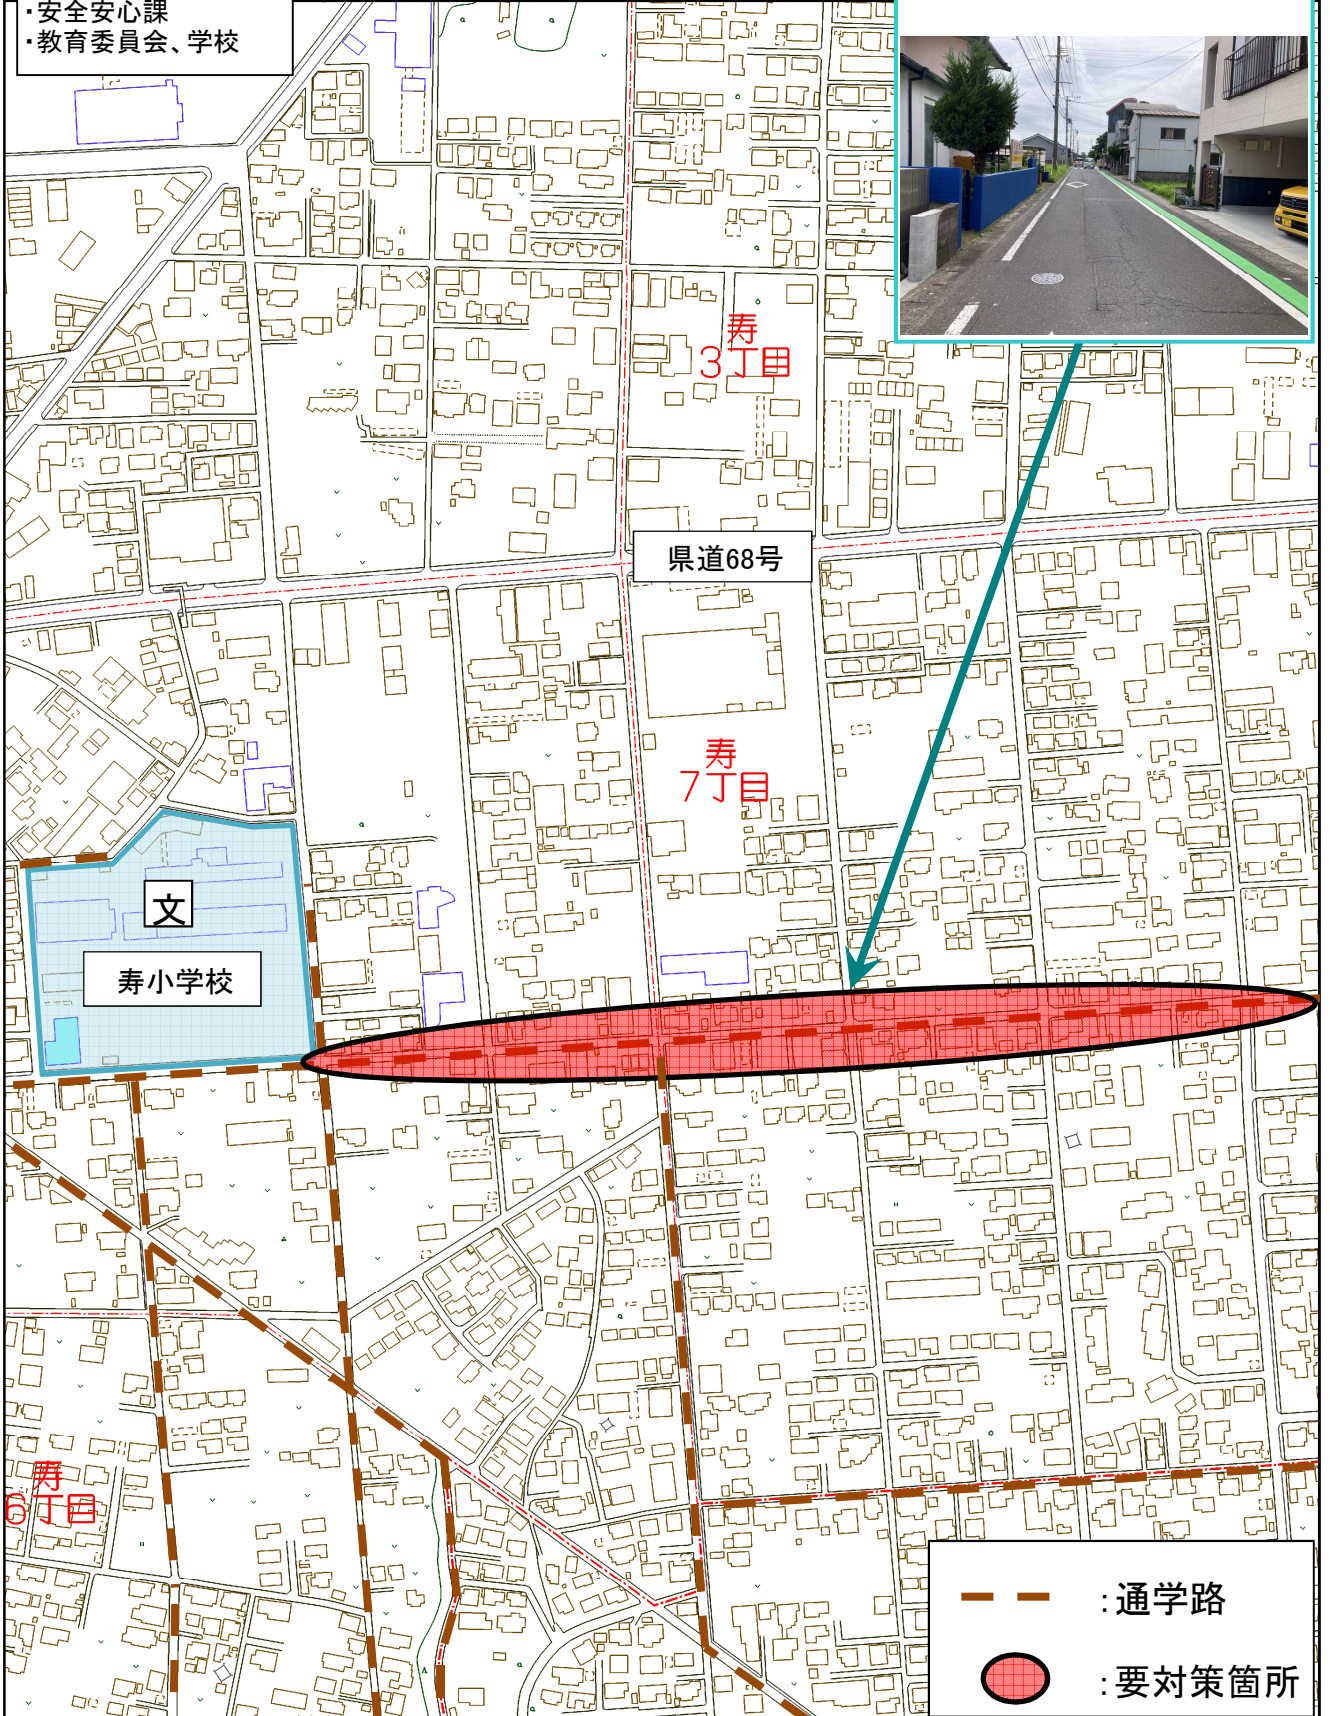 ・安全安心課
・教育委員会、学校
寿
3丁目
県道68号
寿
7丁目
文
寿小学校
寿
6丁目
：通学路
：要対策箇所